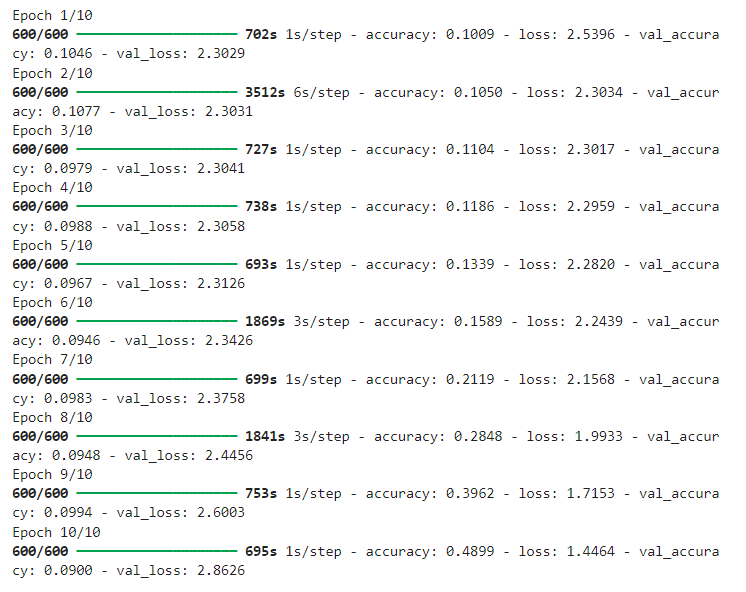 Epoch 1/10
600/600 ━━━━━━━━━━━━━━━━━━━━ 702s 1s/step - accuracy: 0.1009 - loss: 2.5396 - val_accura
cy: 0.1046 - val_loss: 2.3029
Epoch 2/10
600/600 ━━━━━━━━━━━━━━━━━━━━ 3512s 6s/step - accuracy: 0.1050 - loss: 2.3034 - val_accur
acy: 0.1077 - val_loss: 2.3031
Epoch 3/10
600/600 ━━━━━━━━━━━━━━━━━━━━ 727s 1s/step - accuracy: 0.1104 - loss: 2.3017 - val_accura
cy: 0.0979 - val_loss: 2.3041
Epoch 4/10
600/600 ━━━━━━━━━━━━━━━━━━━━ 738s 1s/step - accuracy: 0.1186 - loss: 2.2959 - val_accura
cy: 0.0988 - val_loss: 2.3058
Epoch 5/10
600/600 ━━━━━━━━━━━━━━━━━━━━ 693s 1s/step - accuracy: 0.1339 - loss: 2.2820 - val_accura
cy: 0.0967 - val_loss: 2.3126
Epoch 6/10
600/600 ━━━━━━━━━━━━━━━━━━━━ 1869s 3s/step - accuracy: 0.1589 - loss: 2.2439 - val_accur
acy: 0.0946 - val_loss: 2.3426
Epoch 7/10
600/600 ━━━━━━━━━━━━━━━━━━━━ 699s 1s/step - accuracy: 0.2119 - loss: 2.1568 - val_accura
cy: 0.0983 - val_loss: 2.3758
Epoch 8/10
600/600 ━━━━━━━━━━━━━━━━━━━━ 1841s 3s/step - accuracy: 0.2848 - loss: 1.9933 - val_accur
acy: 0.0948 - val_loss: 2.4456
Epoch 9/10
600/600 ━━━━━━━━━━━━━━━━━━━━ 753s 1s/step - accuracy: 0.3962 - loss: 1.7153 - val_accura
cy: 0.0994 - val_loss: 2.6003
Epoch 10/10
600/600 ━━━━━━━━━━━━━━━━━━━━ 695s 1s/step - accuracy: 0.4899 - loss: 1.4464 - val_accura
cy: 0.0900 - val_loss: 2.8626